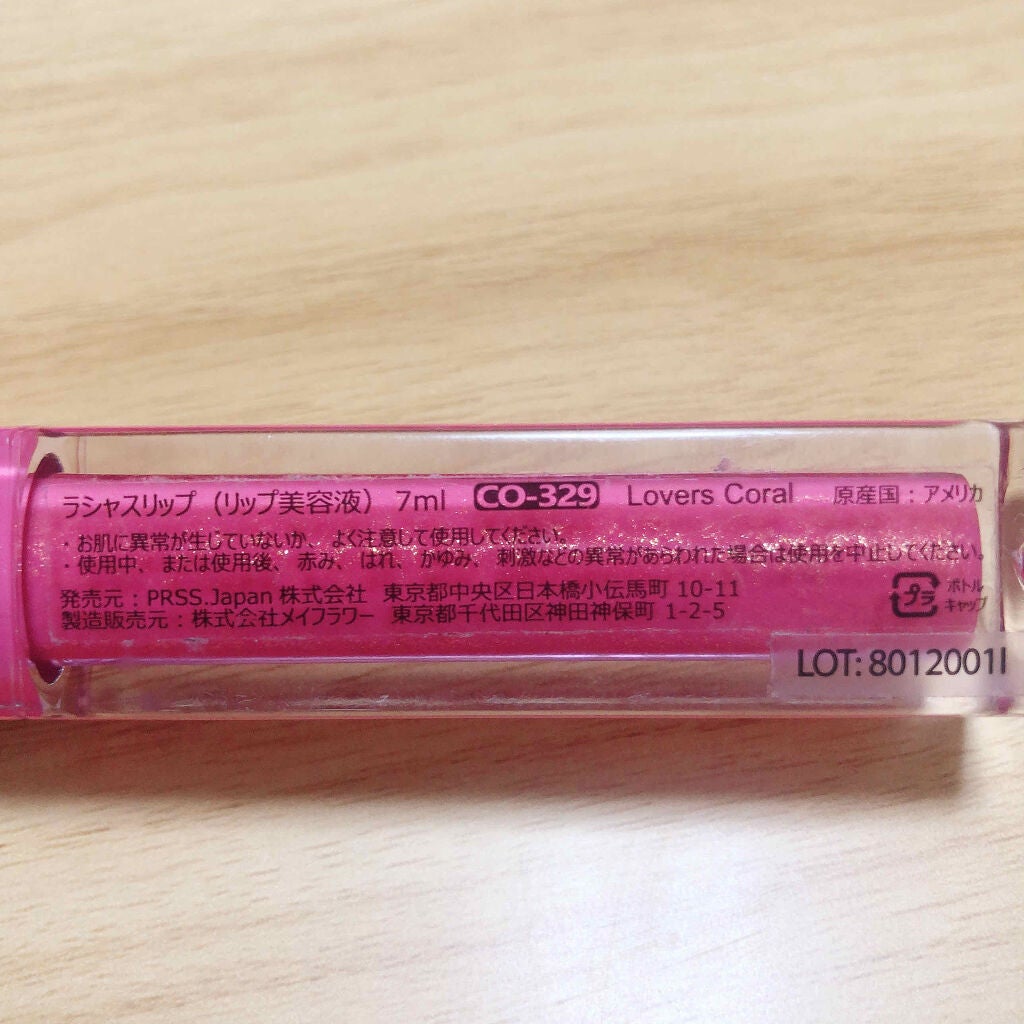 ラシャスリップ（リップ美容液） 7ml CO-329 Lovers Coral 原産国：アメリカ
・お肌に異常が生じていないか、よく注意して使用してください。
・使用中、または使用後、赤み、はれ、かゆみ、刺激などの異常があらわれた場合は使用を中止してください。
発売元：PRSS.Japan 株式会社 東京都中央区日本橋小伝馬町 10-11
製造販売元：株式会社メイフラワー 東京都千代田区神田神保町 1-2-5
プラ
ボトル
キャップ
LOT: 8012001I